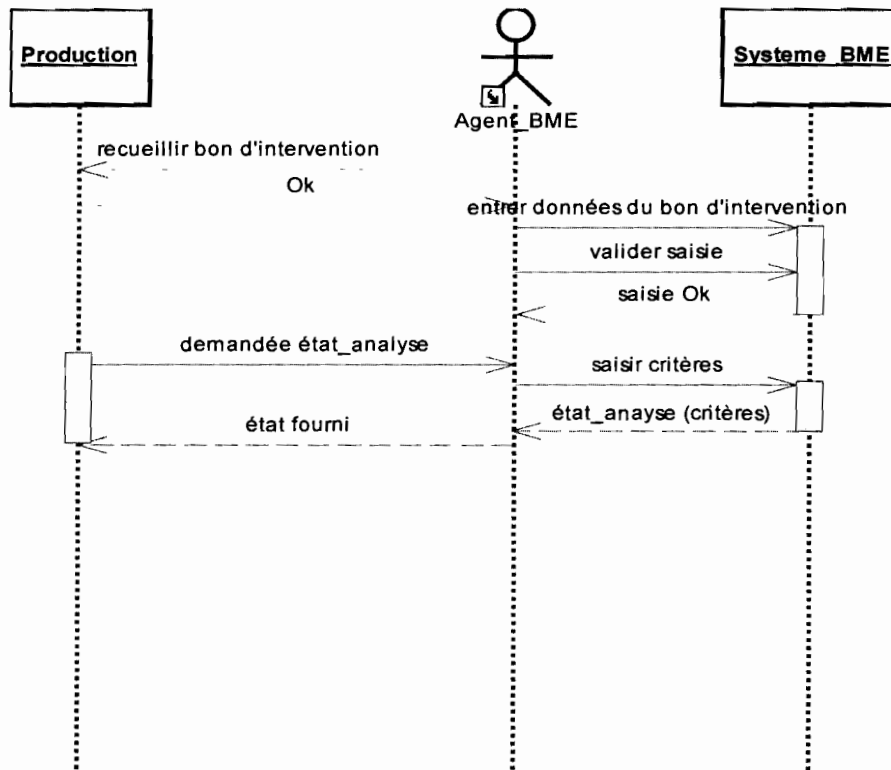 Production
Systeme_BME
Agent_BME
recueillir bon d'intervention
Ok
entrer données du bon d'intervention
valider saisie
saisie Ok
demandée état_analyse
saisir critères
état_anayse (critères)
état fourni